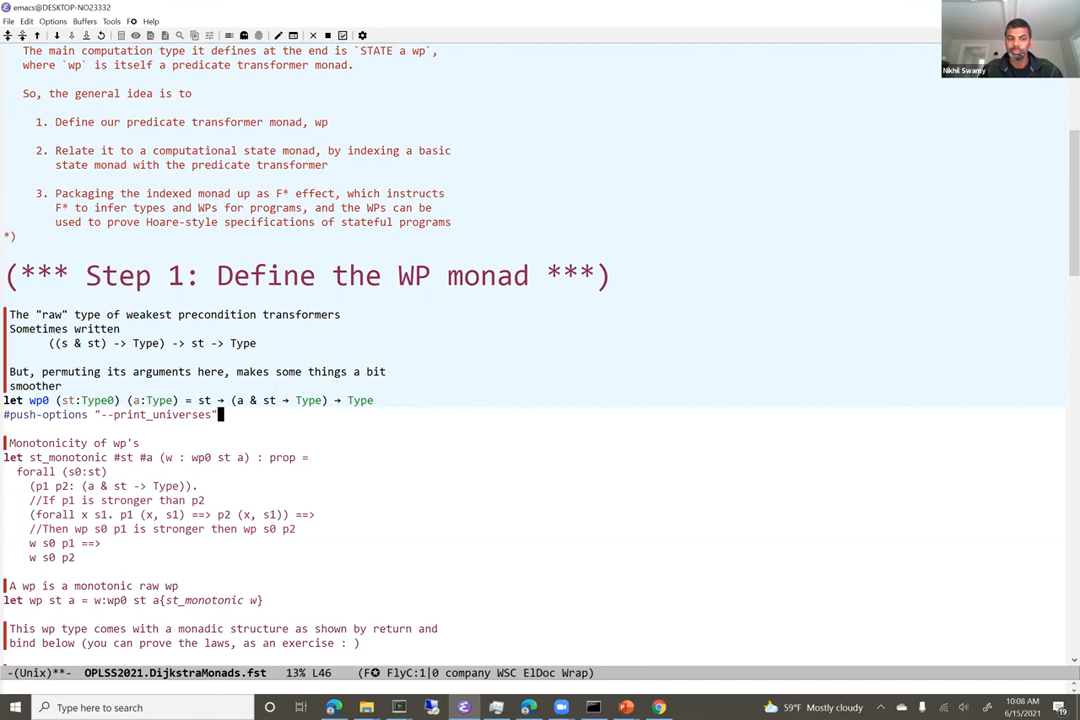 emacs@DESKTOP-NO23332
File Edit Options Buffers Tools F✪ Help
The main computation type it defines at the end is `STATE a wp`,
where `wp` is itself a predicate transformer monad.
So, the general idea is to
1. Define our predicate transformer monad, wp
2. Relate it to a computational state monad, by indexing a basic
state monad with the predicate transformer
3. Packaging the indexed monad up as F* effect, which instructs
F* to infer types and WPs for programs, and the WPs can be
used to prove Hoare-style specifications of stateful programs
*)
(*** Step 1: Define the WP monad ***)
The "raw" type of weakest precondition transformers
Sometimes written
((s & st) -> Type) -> st -> Type
But, permuting its arguments here, makes some things a bit
smoother
let wp0 (st:Type0) (a:Type) = st → (a & st → Type) → Type
#push-options "--print_universes"
Monotonicity of wp's
let st_monotonic #st #a (w : wp0 st a) : prop =
forall (s0:st)
(p1 p2: (a & st -> Type)).
//If p1 is stronger than p2
(forall x s1. p1 (x, s1) ==> p2 (x, s1)) ==>
//Then wp s0 p1 is stronger then wp s0 p2
w s0 p1 ==>
w s0 p2
A wp is a monotonic raw wp
let wp st a = w:wp0 st a{st_monotonic w}
This wp type comes with a monadic structure as shown by return and
bind below (you can prove the laws, as an exercise : )
-(Unix)**- OPLSS2021.DijkstraMonads.fst 13% L46 (F✪ FlyC:1|0 company WSC ElDoc Wrap)
Type here to search
59°F Mostly cloudy
10:08 AM
6/15/2021
19
Nikhil Swamy